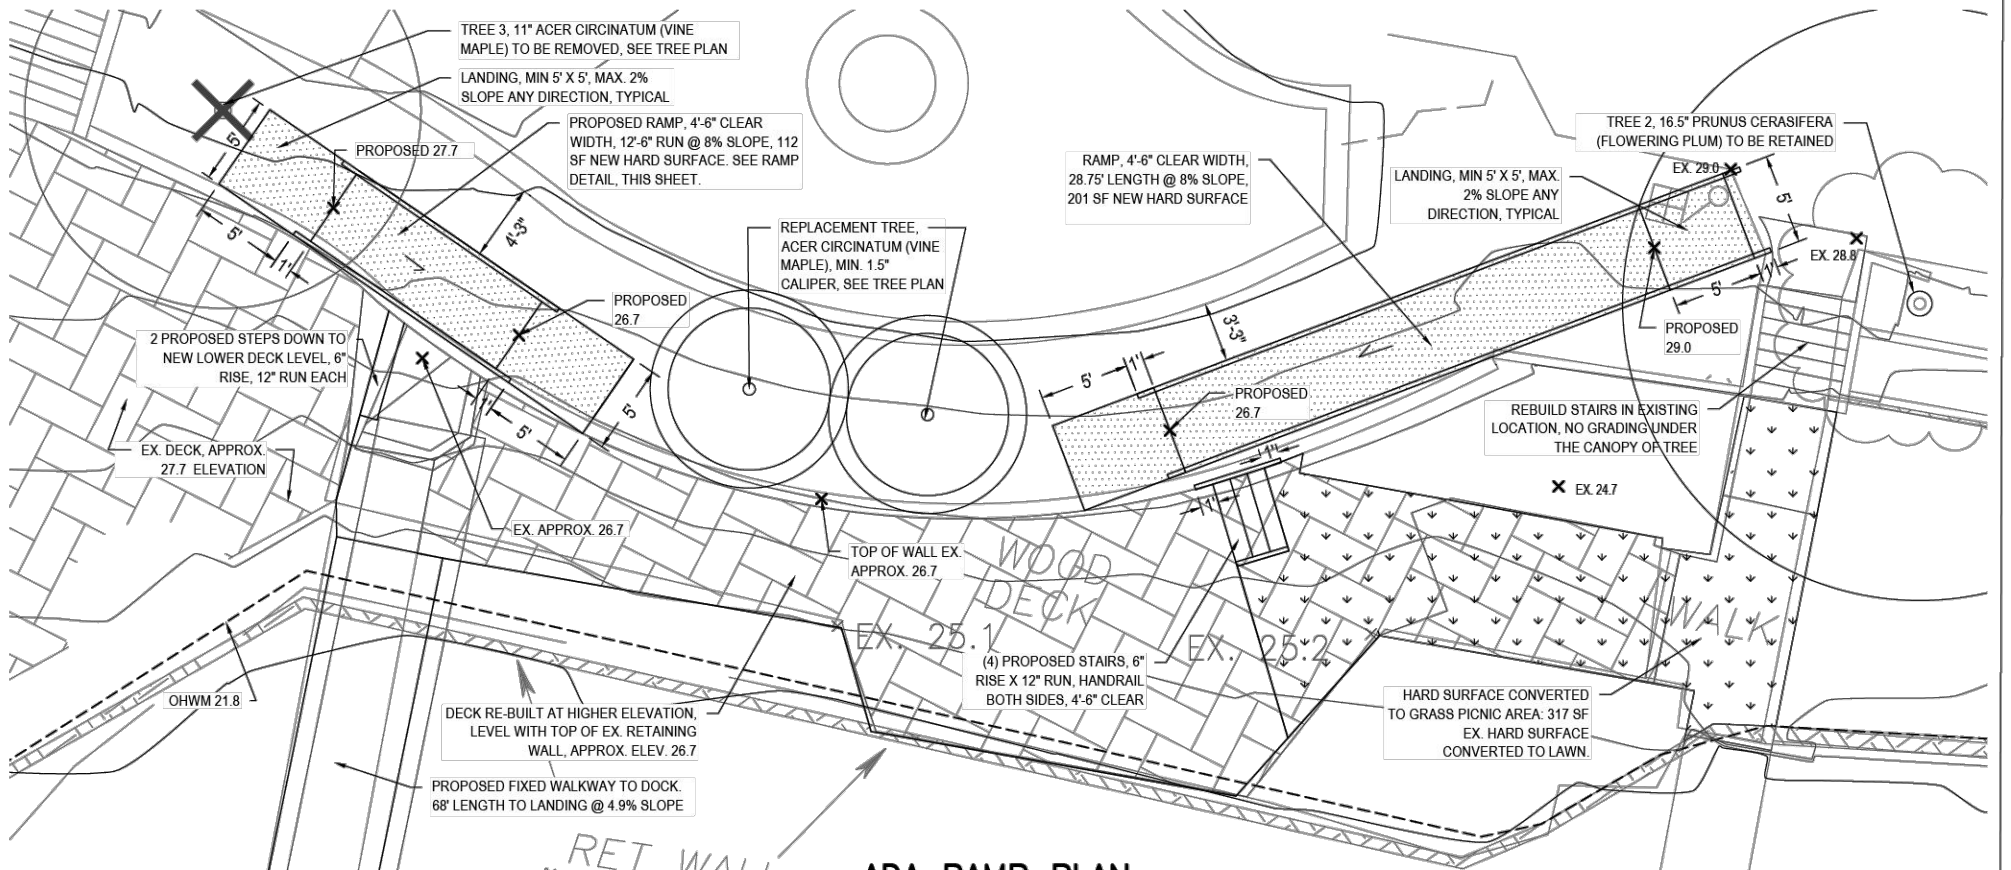 TREE 3, 11" ACER CIRCINATUM (VINE
MAPLE) TO BE REMOVED, SEE TREE PLAN
LANDING, MIN 5' X 5', MAX. 2%
SLOPE ANY DIRECTION, TYPICAL
PROPOSED RAMP, 4'-6" CLEAR
WIDTH, 12'-6" RUN @ 8% SLOPE, 112
SF NEW HARD SURFACE. SEE RAMP
DETAIL, THIS SHEET.
PROPOSED 27.7
5'
5'
1'
4'-3"
PROPOSED
26.7
REPLACEMENT TREE,
ACER CIRCINATUM (VINE
MAPLE), MIN. 1.5"
CALIPER, SEE TREE PLAN
RAMP, 4'-6" CLEAR WIDTH,
28.75' LENGTH @ 8% SLOPE,
201 SF NEW HARD SURFACE
TREE 2, 16.5" PRUNUS CERASIFERA
(FLOWERING PLUM) TO BE RETAINED
EX. 29.0
LANDING, MIN 5' X 5', MAX.
2% SLOPE ANY
DIRECTION, TYPICAL
5'
EX. 28.8
1'
5'
PROPOSED
29.0
3'-3"
1'
5'
PROPOSED
26.7
2 PROPOSED STEPS DOWN TO
NEW LOWER DECK LEVEL, 6"
RISE, 12" RUN EACH
1'
5'
5'
EX. DECK, APPROX.
27.7 ELEVATION
EX. APPROX. 26.7
TOP OF WALL EX.
APPROX. 26.7
1'
1'
REBUILD STAIRS IN EXISTING
LOCATION, NO GRADING UNDER
THE CANOPY OF TREE
EX. 24.7
WOOD
DECK
EX. 25.1
EX. 25.2
WALK
(4) PROPOSED STAIRS, 6"
RISE X 12" RUN, HANDRAIL
BOTH SIDES, 4'-6" CLEAR
OHWM 21.8
DECK RE-BUILT AT HIGHER ELEVATION,
LEVEL WITH TOP OF EX. RETAINING
WALL, APPROX. ELEV. 26.7
HARD SURFACE CONVERTED
TO GRASS PICNIC AREA: 317 SF
EX. HARD SURFACE
CONVERTED TO LAWN.
PROPOSED FIXED WALKWAY TO DOCK.
68' LENGTH TO LANDING @ 4.9% SLOPE
RET WALL
ADA RAMP PLAN